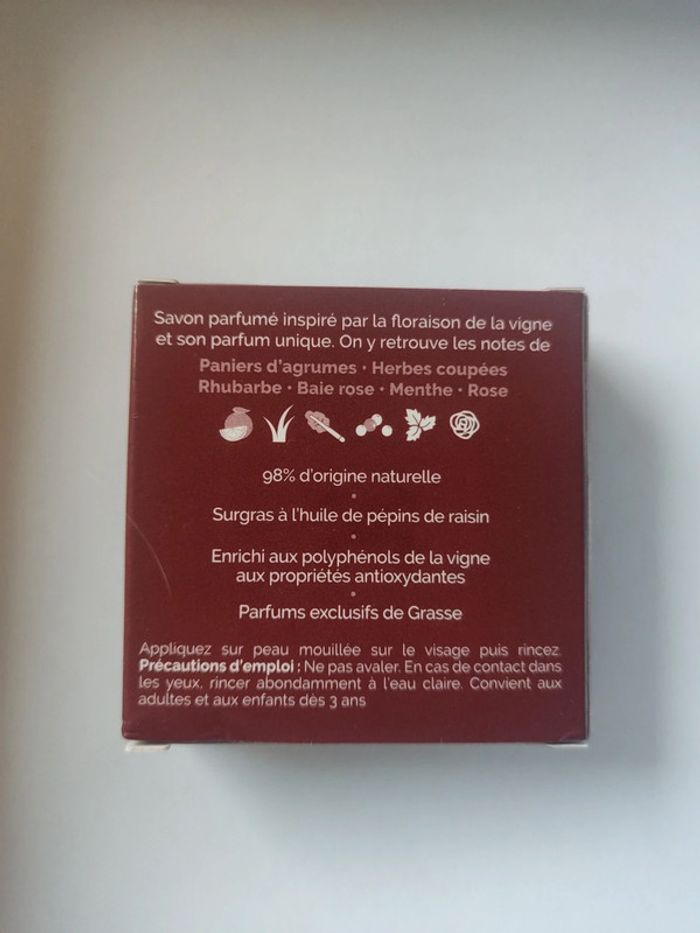 Savon parfumé inspiré par la floraison de la vigne
et son parfum unique. On y retrouve les notes de
Paniers d'agrumes • Herbes coupées
Rhubarbe • Baie rose • Menthe • Rose
98% d'origine naturelle
•
Surgras à l'huile de pépins de raisin
•
Enrichi aux polyphénols de la vigne
aux propriétés antioxydantes
•
Parfums exclusifs de Grasse
Appliquez sur peau mouillée sur le visage puis rincez.
Précautions d'emploi : Ne pas avaler. En cas de contact dans
les yeux, rincer abondamment à l'eau claire. Convient aux
adultes et aux enfants dès 3 ans